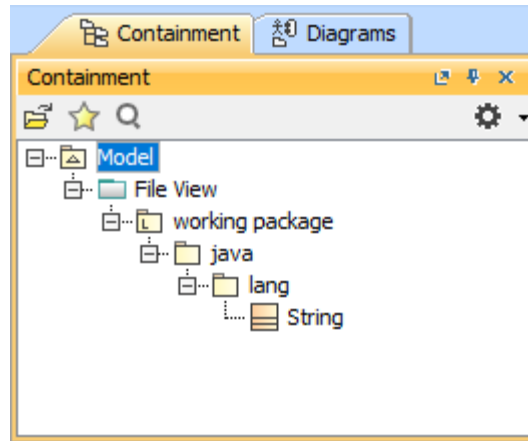 Containment Diagrams
Containment
Model
File View
L working package
java
lang
String